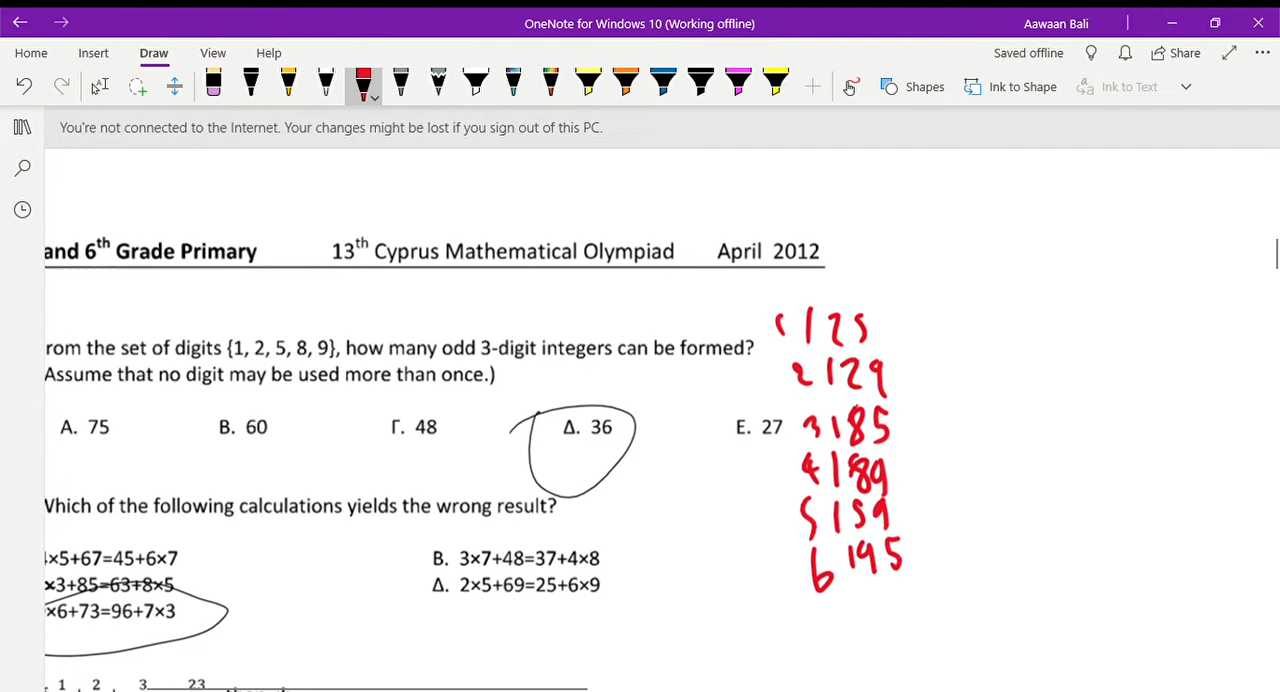 OneNote for Windows 10 (Working offline)
Aawaan Bali
Home Insert Draw View Help
Saved offline Share
Shapes Ink to Shape Ink to Text
You're not connected to the Internet. Your changes might be lost if you sign out of this PC.
and 6th Grade Primary 13th Cyprus Mathematical Olympiad April 2012
rom the set of digits {1, 2, 5, 8, 9}, how many odd 3-digit integers can be formed?
Assume that no digit may be used more than once.)
A. 75 B. 60 Γ. 48 Δ. 36 E. 27
1 125
2 129
3 185
4 189
5 159
6 195
Which of the following calculations yields the wrong result?
×5+67=45+6×7 B. 3×7+48=37+4×8
×3+85=63+8×5 Δ. 2×5+69=25+6×9
×6+73=96+7×3
1 2 3 23